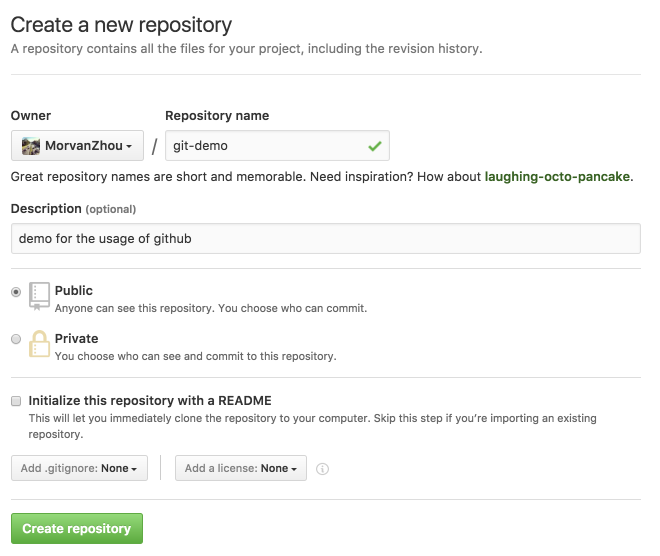 Create a new repository
A repository contains all the files for your project, including the revision history.
Owner Repository name
MorvanZhou / git-demo
Great repository names are short and memorable. Need inspiration? How about laughing-octo-pancake.
Description (optional)
demo for the usage of github
Public
Anyone can see this repository. You choose who can commit.
Private
You choose who can see and commit to this repository.
Initialize this repository with a README
This will let you immediately clone the repository to your computer. Skip this step if you’re importing an existing
repository.
Add .gitignore: None Add a license: None
Create repository